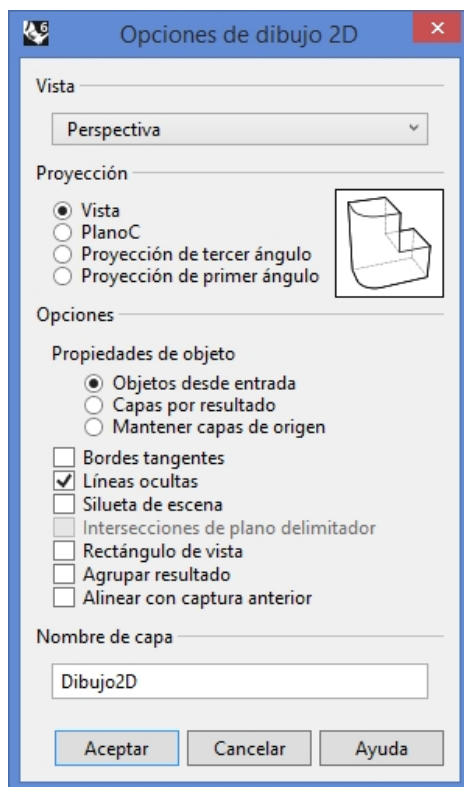 6
Opciones de dibujo 2D
Vista
Perspectiva
Proyección
Vista
PlanoC
Proyección de tercer ángulo
Proyección de primer ángulo
Opciones
Propiedades de objeto
Objetos desde entrada
Capas por resultado
Mantener capas de origen
Bordes tangentes
Líneas ocultas
Silueta de escena
Intersecciones de plano delimitador
Rectángulo de vista
Agrupar resultado
Alinear con captura anterior
Nombre de capa
Dibujo2D
Aceptar Cancelar Ayuda